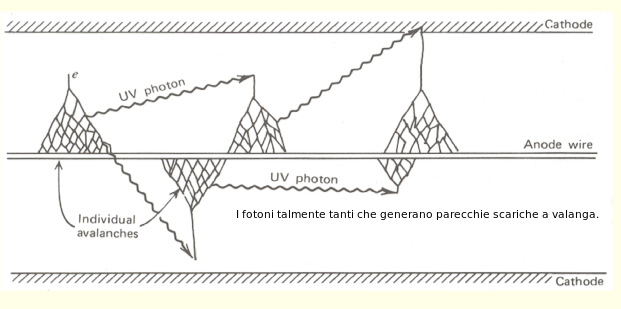 Cathode
e
UV photon
Anode wire
UV photon
I fotoni talmente tanti che generano parecchie scariche a valanga.
Individual
avalanches
Cathode